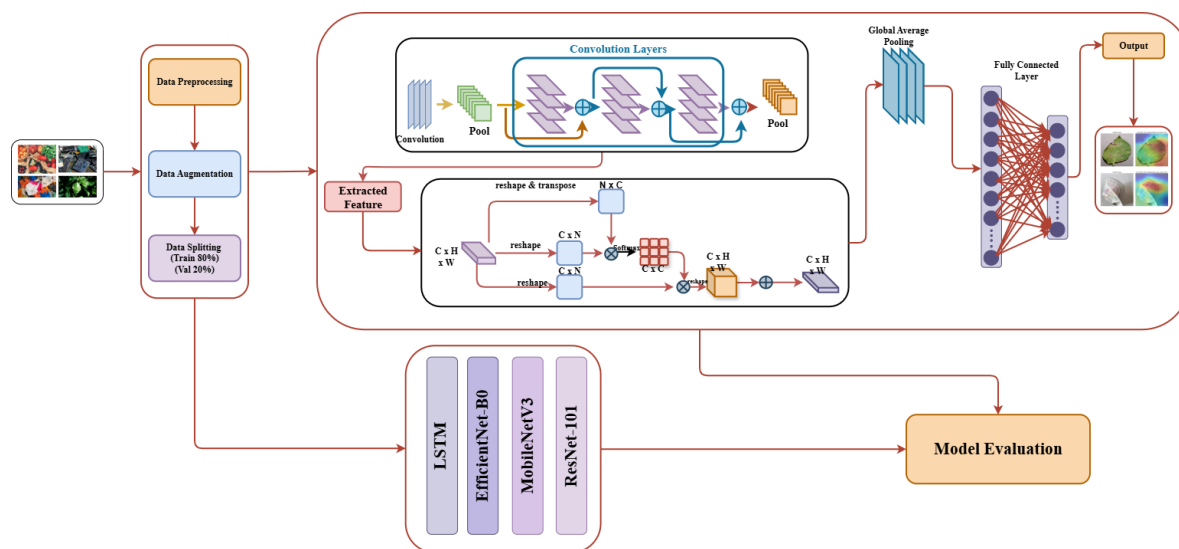 Data Preprocessing
Data Augmentation
Data Splitting
(Train 80%)
(Val 20%)
Convolution Layers
Convolution
Pool
Pool
Extracted
Feature
reshape & transpose
N x C
C x H
x W
reshape
C x N
Softmax
C x C
reshape
C x N
reshape
C x H
x W
C x H
x W
Global Average
Pooling
Fully Connected
Layer
Output
LSTM
EfficientNet-B0
MobileNetV3
ResNet-101
Model Evaluation